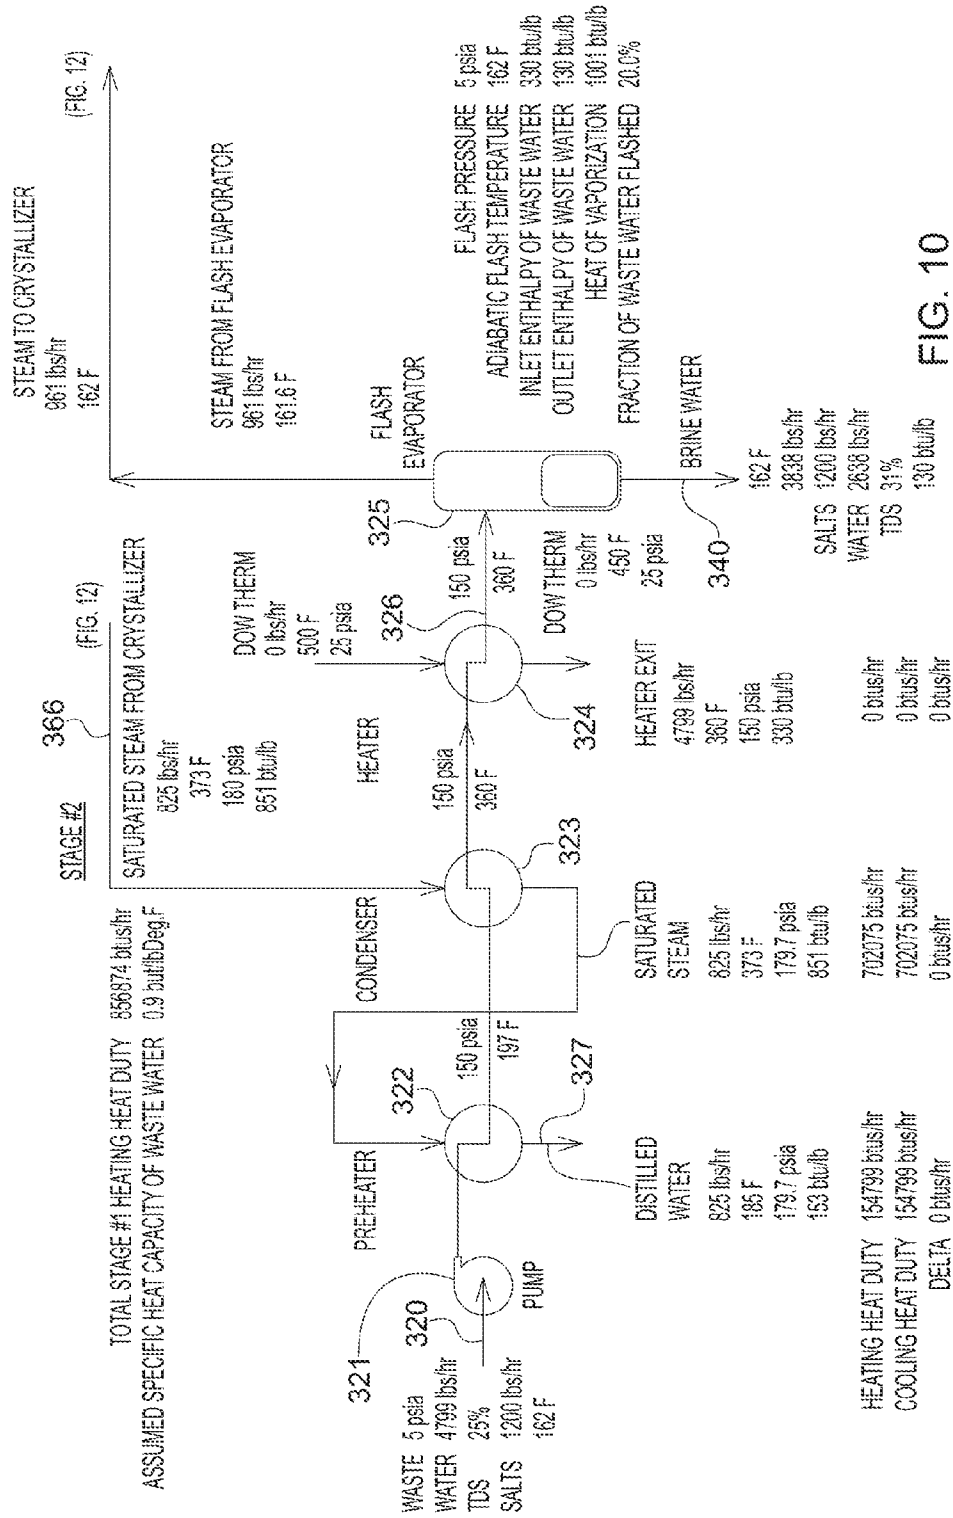 STEAM TO CRYSTALLIZER
961 lbs/hr
162 F
(FIG. 12)
STEAM FROM FLASH EVAPORATOR
961 lbs/hr
161.6 F
STAGE #2
366
(FIG. 12)
SATURATED STEAM FROM CRYSTALLIZER
825 lbs/hr
373 F
180 psia
851 btu/lb
TOTAL STAGE #1 HEATING HEAT DUTY 856874 btus/hr
ASSUMED SPECIFIC HEAT CAPACITY OF WASTE WATER 0.9 but/lbDeg.F
DOWTHERM
0 lbs/hr
500 F
25 psia
FLASH
EVAPORATOR
325
PREHEATER
322
CONDENSER
HEATER
326
150 psia
197 F
150 psia
360 F
150 psia
360 F
321
320
PUMP
WASTE 5 psia
WATER 4799 lbs/hr
TDS 25%
SALTS 1200 lbs/hr
162 F
327
323
324
DOWTHERM
0 lbs/hr
450 F
25 psia
340
BRINE WATER
162 F
3838 lbs/hr
SALTS 1200 lbs/hr
WATER 2638 lbs/hr
TDS 31%
130 btu/lb
FLASH PRESSURE 5 psia
ADIABATIC FLASH TEMPERATURE 162 F
INLET ENTHALPY OF WASTE WATER 330 btu/lb
OUTLET ENTHALPY OF WASTE WATER 130 btu/lb
HEAT OF VAPORIZATION 1001 btu/lb
FRACTION OF WASTE WATER FLASHED 20.0%
DISTILLED
WATER
825 lbs/hr
185 F
179.7 psia
153 btu/lb
SATURATED
STEAM
825 lbs/hr
373 F
179.7 psia
851 btu/lb
HEATER EXIT
4799 lbs/hr
360 F
150 psia
330 btu/lb
HEATING HEAT DUTY 154799 btus/hr 702075 btus/hr 0 btus/hr
COOLING HEAT DUTY 154799 btus/hr 702075 btus/hr 0 btus/hr
DELTA 0 btus/hr 0 btus/hr 0 btus/hr
FIG. 10